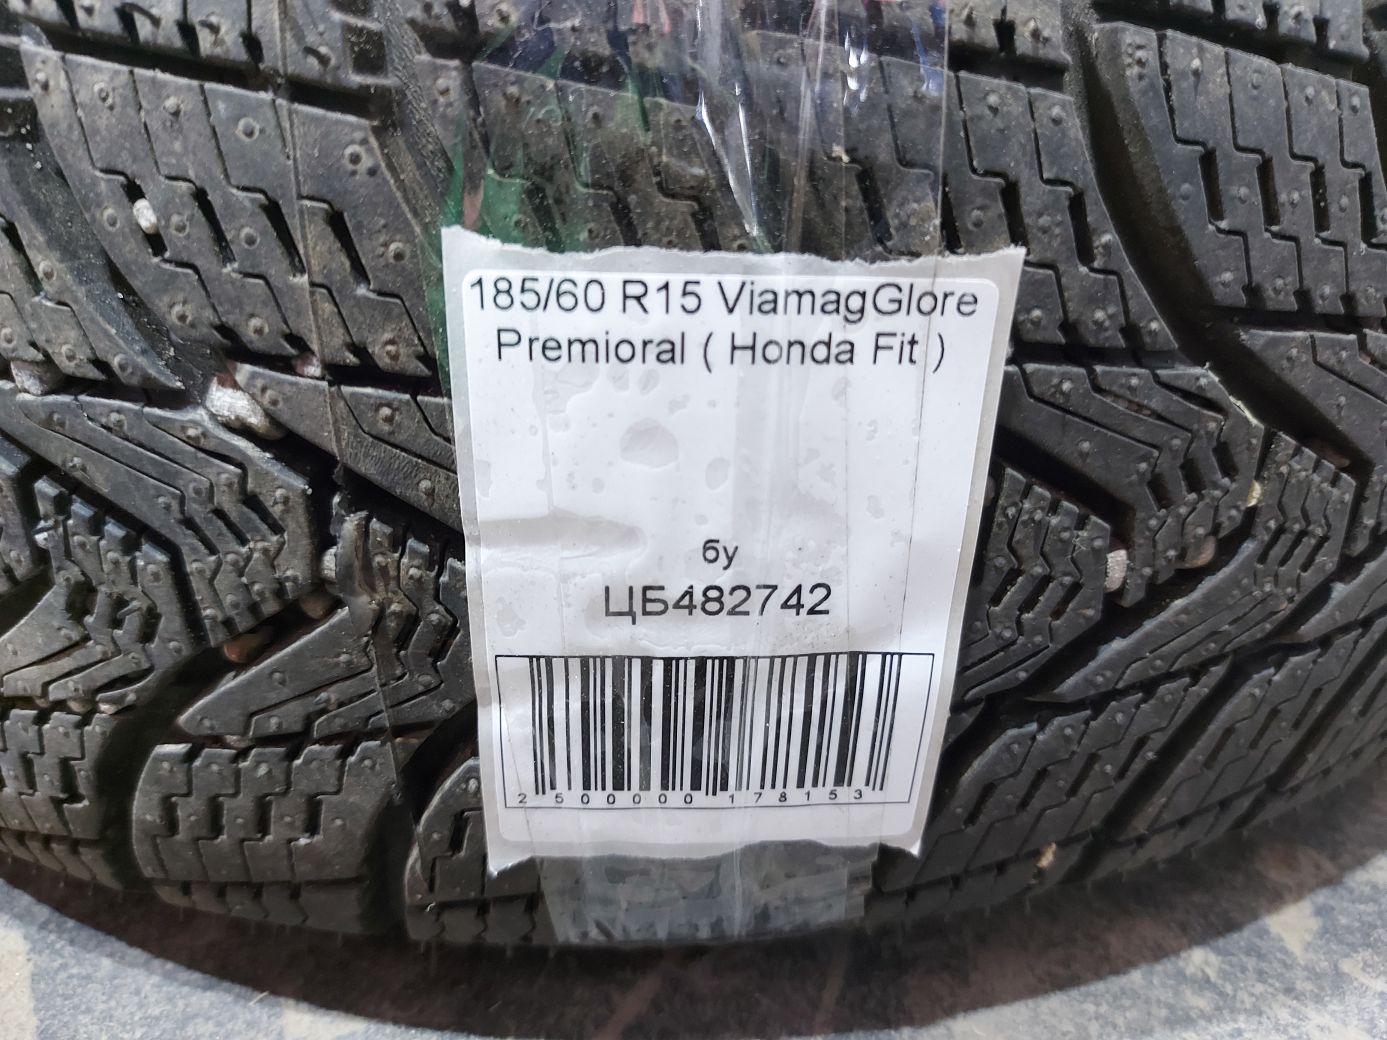 185/60 R15 ViamagGlore
Premioral ( Honda Fit )
бу
ЦБ482742
2500000178153